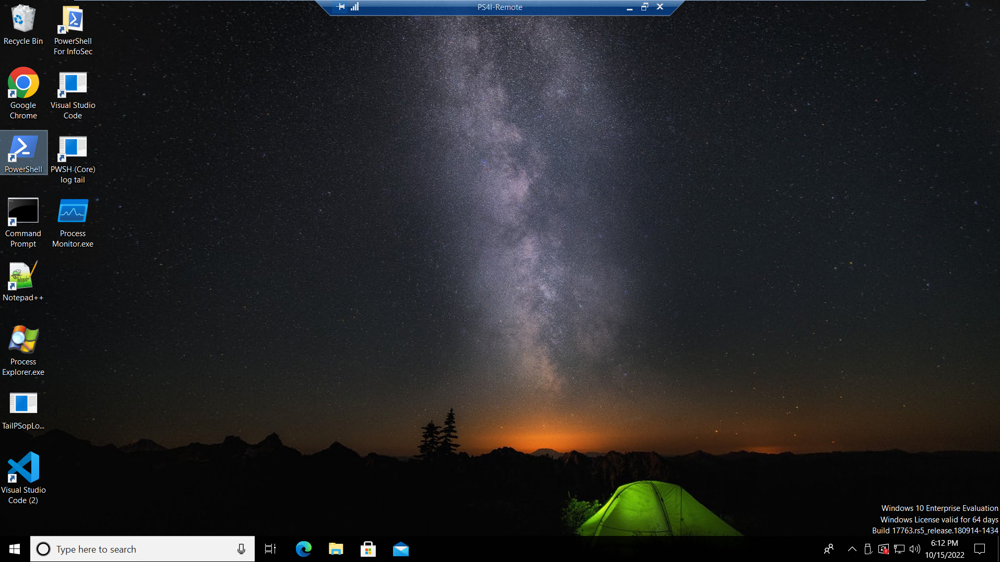 PS4I-Remote
Recycle Bin
PowerShell
For InfoSec
Google
Chrome
Visual Studio
Code
PowerShell
PWSH (Core)
log tail
Command
Prompt
Process
Monitor.exe
Notepad++
Process
Explorer.exe
TailPSopLo...
Visual Studio
Code (2)
Windows 10 Enterprise Evaluation
Windows License valid for 64 days
Build 17763.rs5_release.180914-1434
Type here to search
6:12 PM
10/15/2022